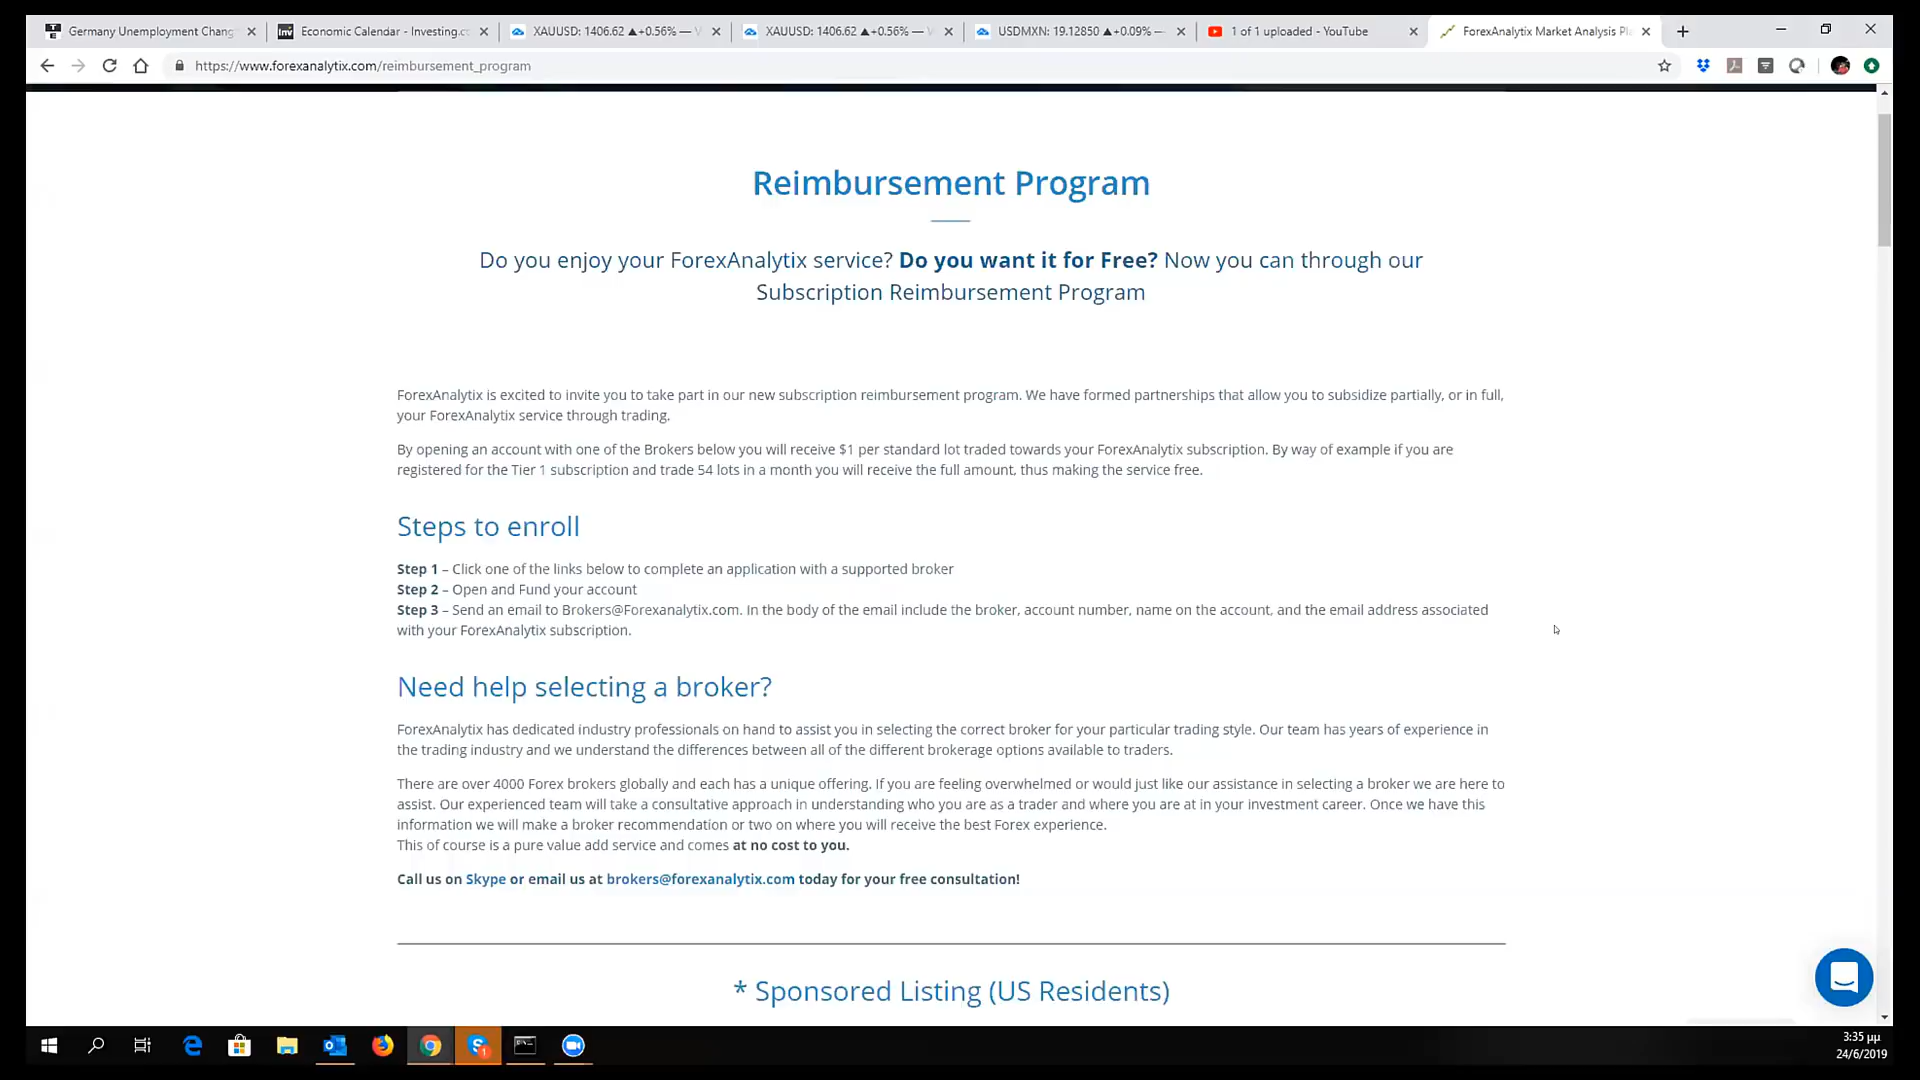 Germany Unemployment Chang
Economic Calendar - Investing.c
XAUUSD: 1406.62 ▲+0.56% —
XAUUSD: 1406.62 ▲+0.56% —
USDMXN: 19.12850 ▲+0.09% —
1 of 1 uploaded - YouTube
ForexAnalytix Market Analysis Pl
https://www.forexanalytix.com/reimbursement_program
Reimbursement Program
Do you enjoy your ForexAnalytix service? Do you want it for Free? Now you can through our
Subscription Reimbursement Program
ForexAnalytix is excited to invite you to take part in our new subscription reimbursement program. We have formed partnerships that allow you to subsidize partially, or in full,
your ForexAnalytix service through trading.
By opening an account with one of the Brokers below you will receive $1 per standard lot traded towards your ForexAnalytix subscription. By way of example if you are
registered for the Tier 1 subscription and trade 54 lots in a month you will receive the full amount, thus making the service free.
Steps to enroll
Step 1 – Click one of the links below to complete an application with a supported broker
Step 2 – Open and Fund your account
Step 3 – Send an email to Brokers@Forexanalytix.com. In the body of the email include the broker, account number, name on the account, and the email address associated
with your ForexAnalytix subscription.
Need help selecting a broker?
ForexAnalytix has dedicated industry professionals on hand to assist you in selecting the correct broker for your particular trading style. Our team has years of experience in
the trading industry and we understand the differences between all of the different brokerage options available to traders.
There are over 4000 Forex brokers globally and each has a unique offering. If you are feeling overwhelmed or would just like our assistance in selecting a broker we are here to
assist. Our experienced team will take a consultative approach in understanding who you are as a trader and where you are at in your investment career. Once we have this
information we will make a broker recommendation or two on where you will receive the best Forex experience.
This of course is a pure value add service and comes at no cost to you.
Call us on Skype or email us at brokers@forexanalytix.com today for your free consultation!
* Sponsored Listing (US Residents)
3:35 μμ
24/6/2019